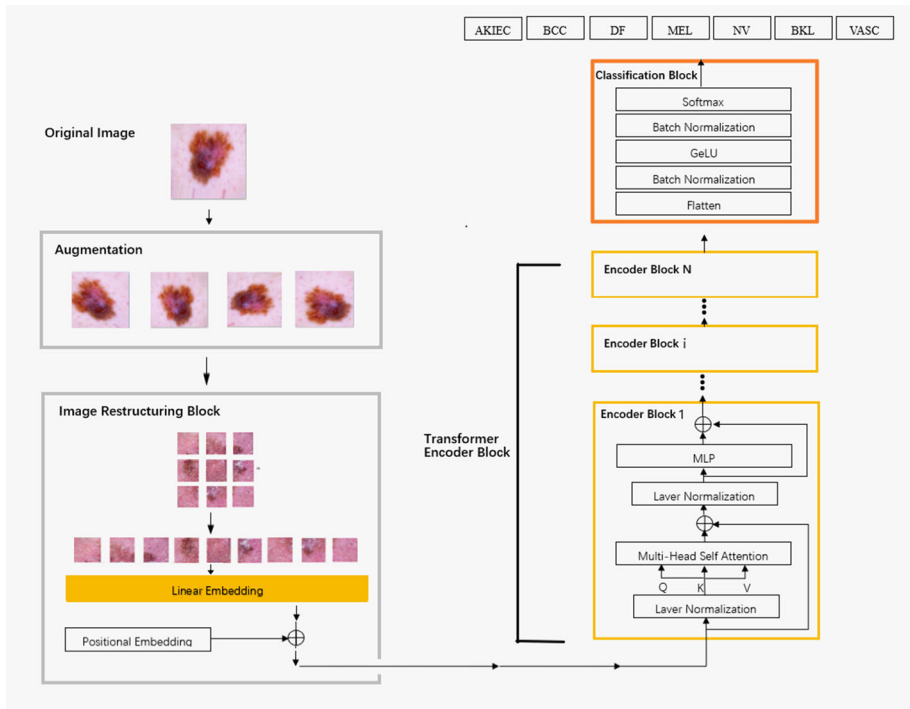 AKIEC BCC DF MEL NV BKL VASC
Original Image
Augmentation
Image Restructuring Block
Linear Embedding
Positional Embedding
Transformer
Encoder Block
Classification Block
Softmax
Batch Normalization
GeLU
Batch Normalization
Flatten
Encoder Block N
Encoder Block i
Encoder Block 1
MLP
Laver Normalization
Multi-Head Self Attention
Q K V
Laver Normalization